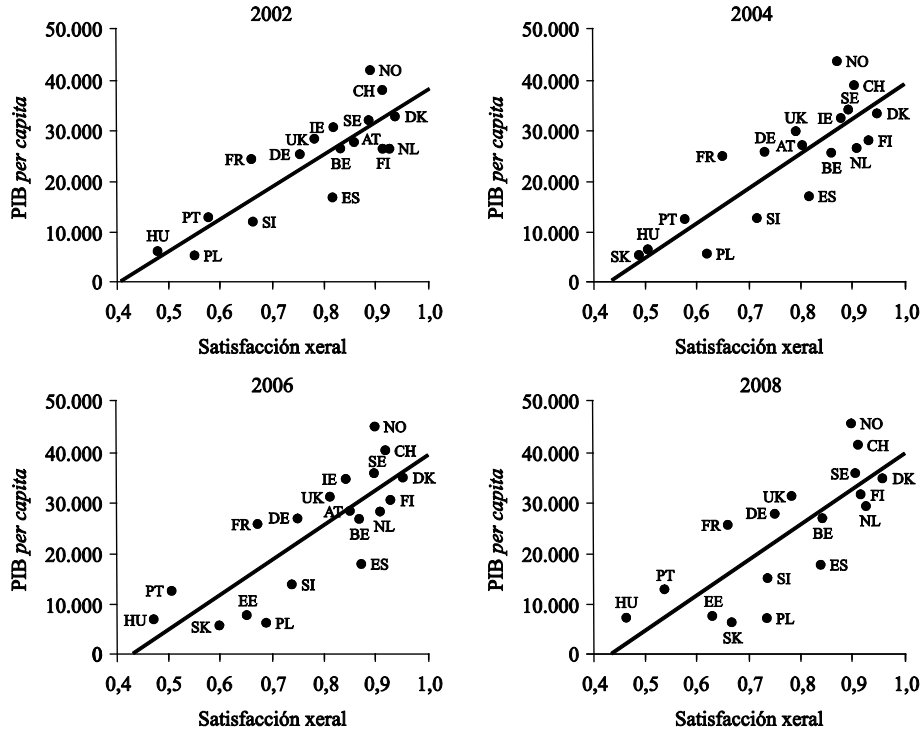 2002
50.000
40.000
30.000
20.000
10.000
0
PIB per capita
NO
CH
DK
SE
IE
UK
AT
DE
BE
FI
NL
FR
ES
PT
SI
HU
PL
0,4 0,5 0,6 0,7 0,8 0,9 1,0
Satisfacción xeral
2004
50.000
40.000
30.000
20.000
10.000
0
PIB per capita
NO
CH
SE
DK
IE
UK
DE
AT
FI
BE
NL
FR
ES
PT
SI
HU
SK
PL
0,4 0,5 0,6 0,7 0,8 0,9 1,0
Satisfacción xeral
2006
50.000
40.000
30.000
20.000
10.000
0
PIB per capita
NO
CH
SE
DK
IE
UK
FI
AT
DE
BE
NL
FR
ES
PT
SI
HU
EE
SK
PL
0,4 0,5 0,6 0,7 0,8 0,9 1,0
Satisfacción xeral
2008
50.000
40.000
30.000
20.000
10.000
0
PIB per capita
NO
CH
SE
DK
UK
FI
DE
NL
BE
FR
ES
PT
SI
HU
EE
PL
SK
0,4 0,5 0,6 0,7 0,8 0,9 1,0
Satisfacción xeral